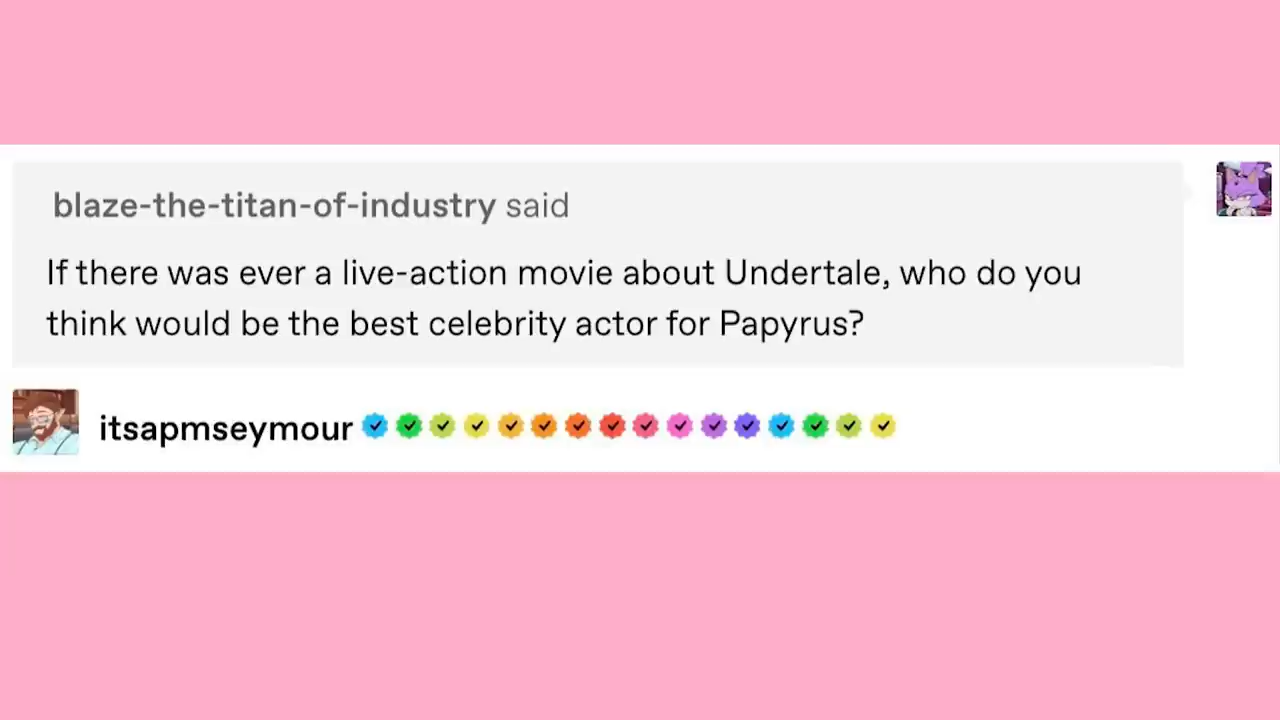 blaze-the-titan-of-industry said
If there was ever a live-action movie about Undertale, who do you
think would be the best celebrity actor for Papyrus?
itsapmseymour